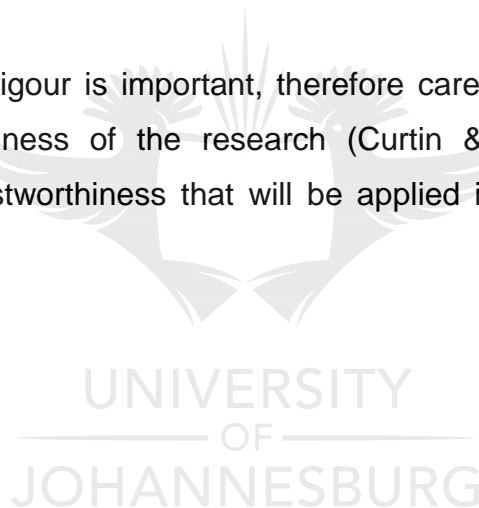 igour is important, therefore care
ness of the research (Curtin &
stworthiness that will be applied i
UNIVERSITY
OF
JOHANNESBURG